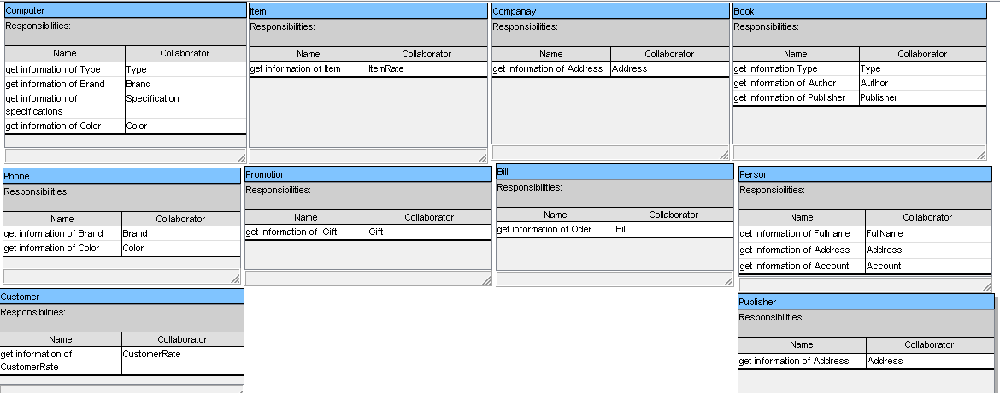 Computer
Responsibilities:
Name Collaborator
get information of Type Type
get information of Brand Brand
get information of Specification
specifications
get information of Color Color
Item
Responsibilities:
Name Collaborator
get information of Item ItemRate
Companay
Responsibilities:
Name Collaborator
get information of Address Address
Book
Responsibilities:
Name Collaborator
get information Type Type
get information of Author Author
get information of Publisher Publisher
Phone
Responsibilities:
Name Collaborator
get information of Brand Brand
get information of Color Color
Promotion
Responsibilities:
Name Collaborator
get information of Gift Gift
Bill
Responsibilities:
Name Collaborator
get information of Oder Bill
Person
Responsibilities:
Name Collaborator
get information of Fullname FullName
get information of Address Address
get information of Account Account
Customer
Responsibilities:
Name Collaborator
get information of CustomerRate
CustomerRate
Publisher
Responsibilities:
Name Collaborator
get information of Address Address